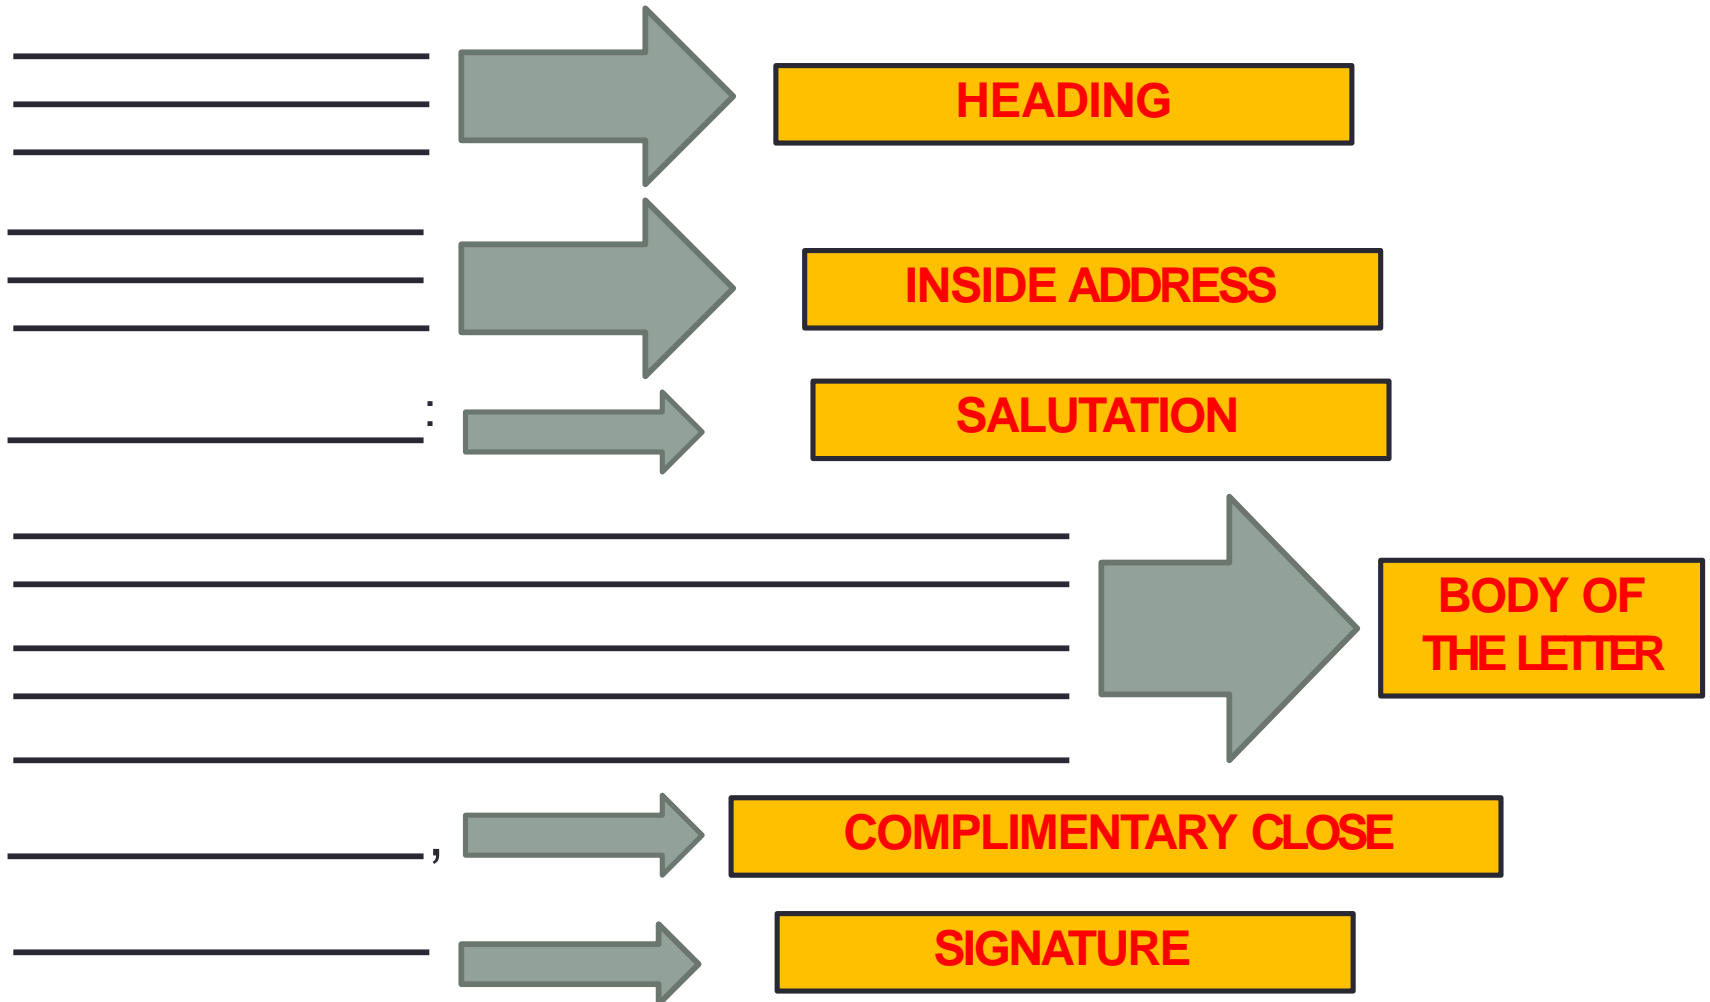 HEADING
INSIDE ADDRESS
:
SALUTATION
BODY OF
THE LETTER
,
COMPLIMENTARY CLOSE
SIGNATURE